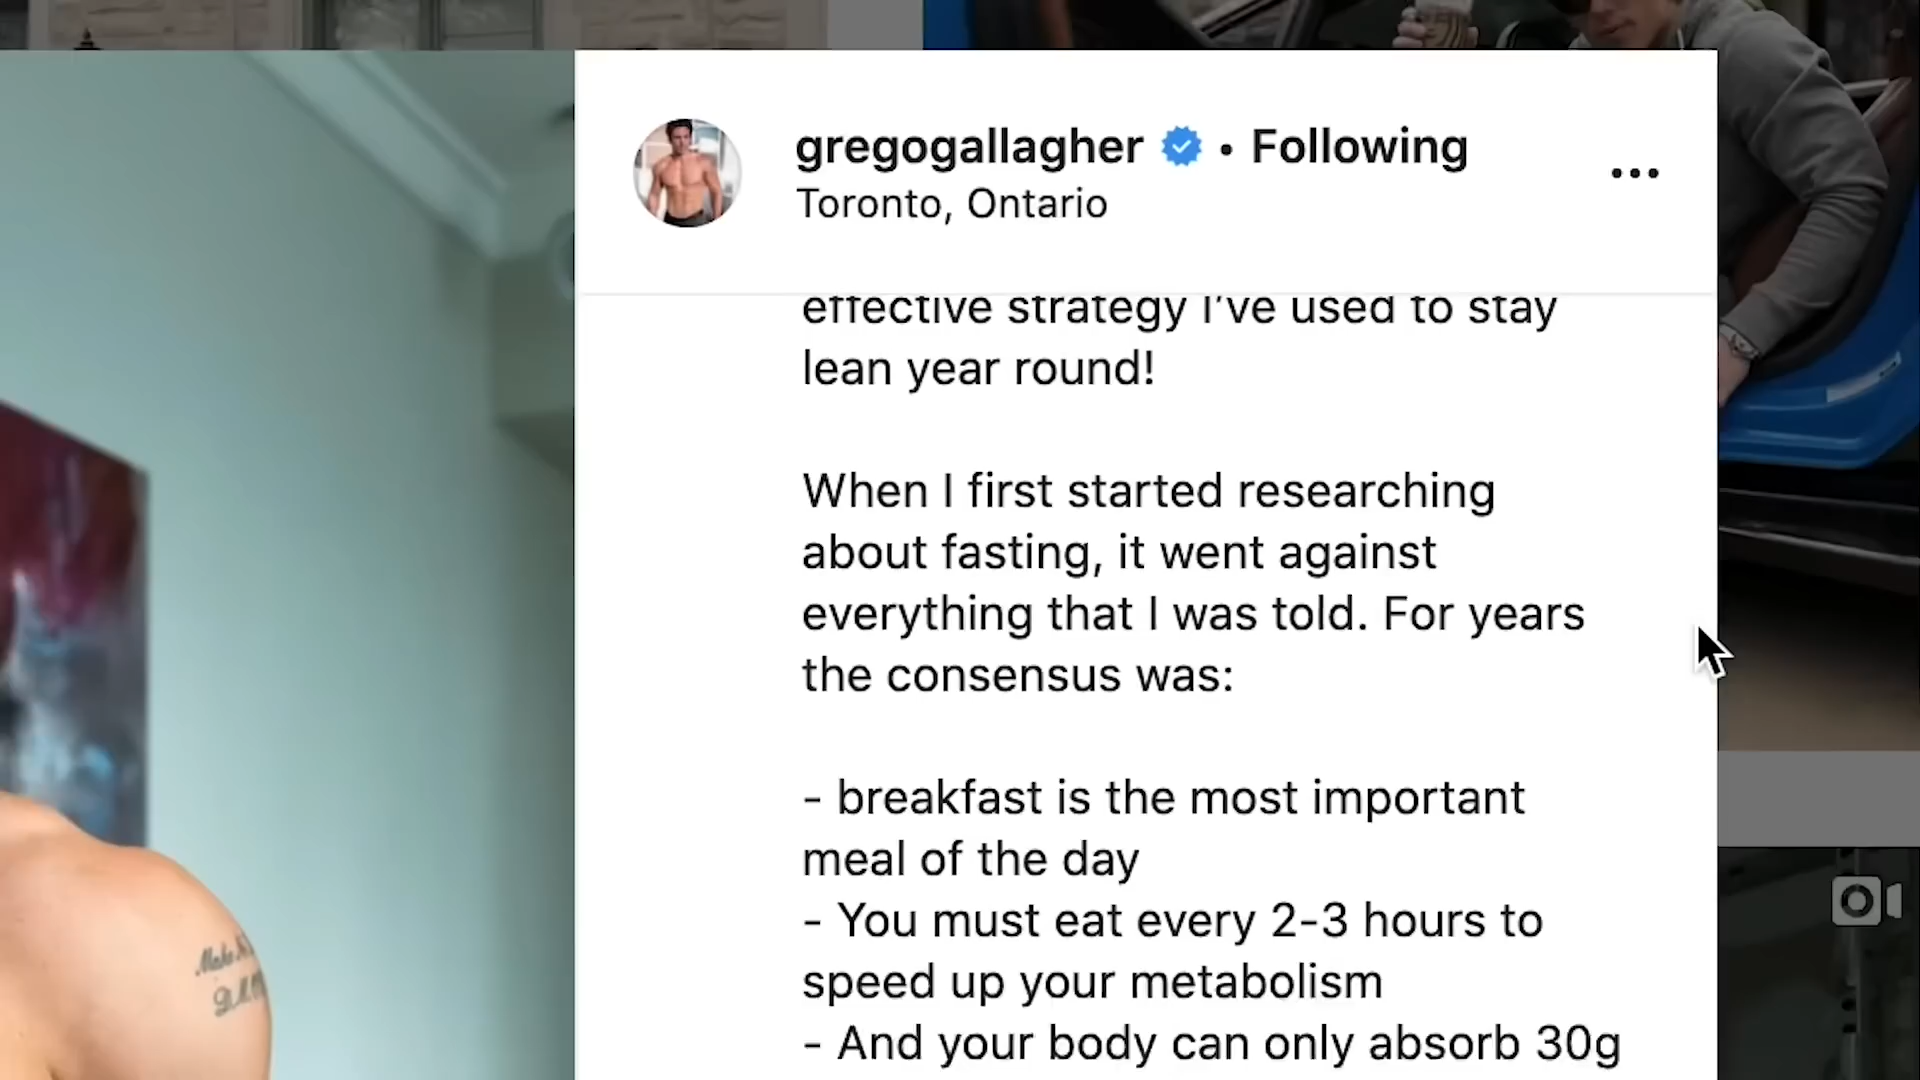 gregogallagher • Following
Toronto, Ontario
effective strategy I've used to stay
lean year round!
When I first started researching
about fasting, it went against
everything that I was told. For years
the consensus was:
- breakfast is the most important
meal of the day
- You must eat every 2-3 hours to
speed up your metabolism
- And your body can only absorb 30g
Make